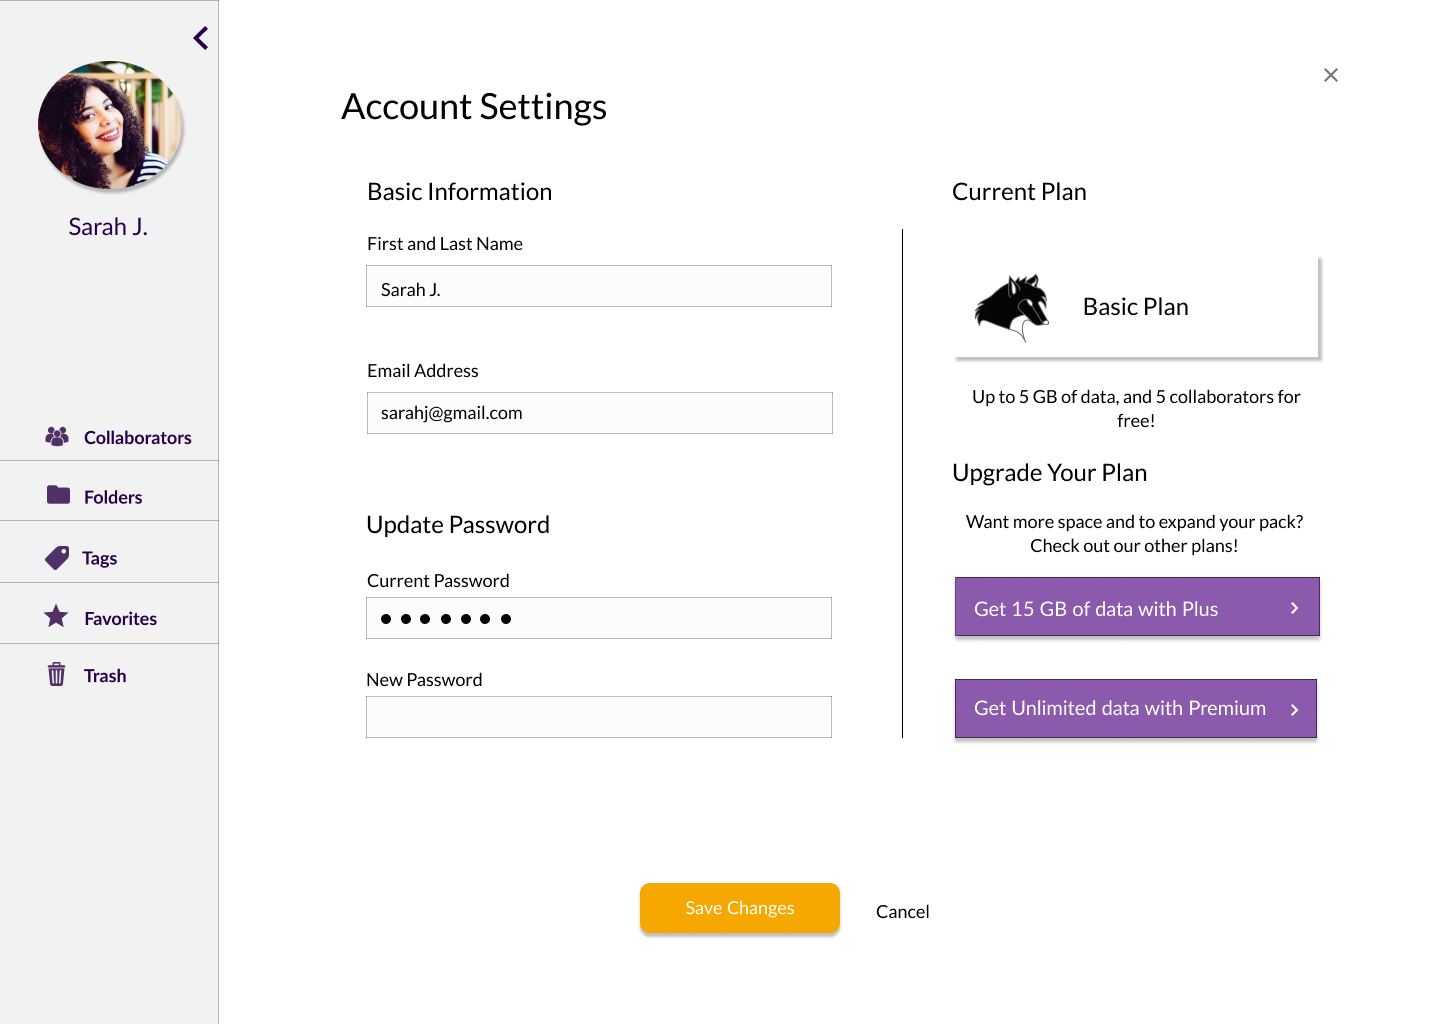 Sarah J.
Collaborators
Folders
Tags
Favorites
Trash
Account Settings
Basic Information
First and Last Name
Sarah J.
Email Address
sarahj@gmail.com
Update Password
Current Password
New Password
Current Plan
Basic Plan
Up to 5 GB of data, and 5 collaborators for
free!
Upgrade Your Plan
Want more space and to expand your pack?
Check out our other plans!
Get 15 GB of data with Plus
Get Unlimited data with Premium
Save Changes
Cancel